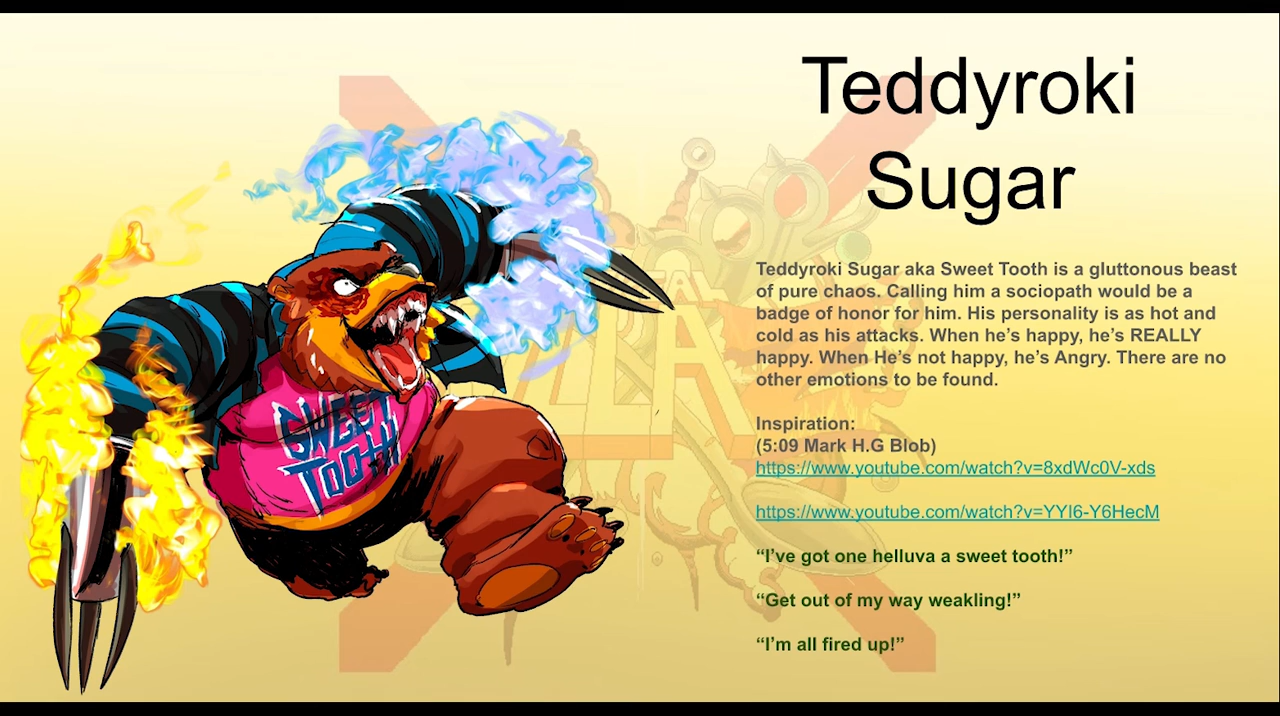 Teddyroki
Sugar
Teddyroki Sugar aka Sweet Tooth is a gluttonous beast
of pure chaos. Calling him a sociopath would be a
badge of honor for him. His personality is as hot and
cold as his attacks. When he’s happy, he’s REALLY
happy. When He’s not happy, he’s Angry. There are no
other emotions to be found.
Inspiration:
(5:09 Mark H.G Blob)
https://www.youtube.com/watch?v=8xdWc0V-xds
https://www.youtube.com/watch?v=YYl6-Y6HecM
“I’ve got one helluva a sweet tooth!”
“Get out of my way weakling!”
“I’m all fired up!”
SWEET
TOOTH